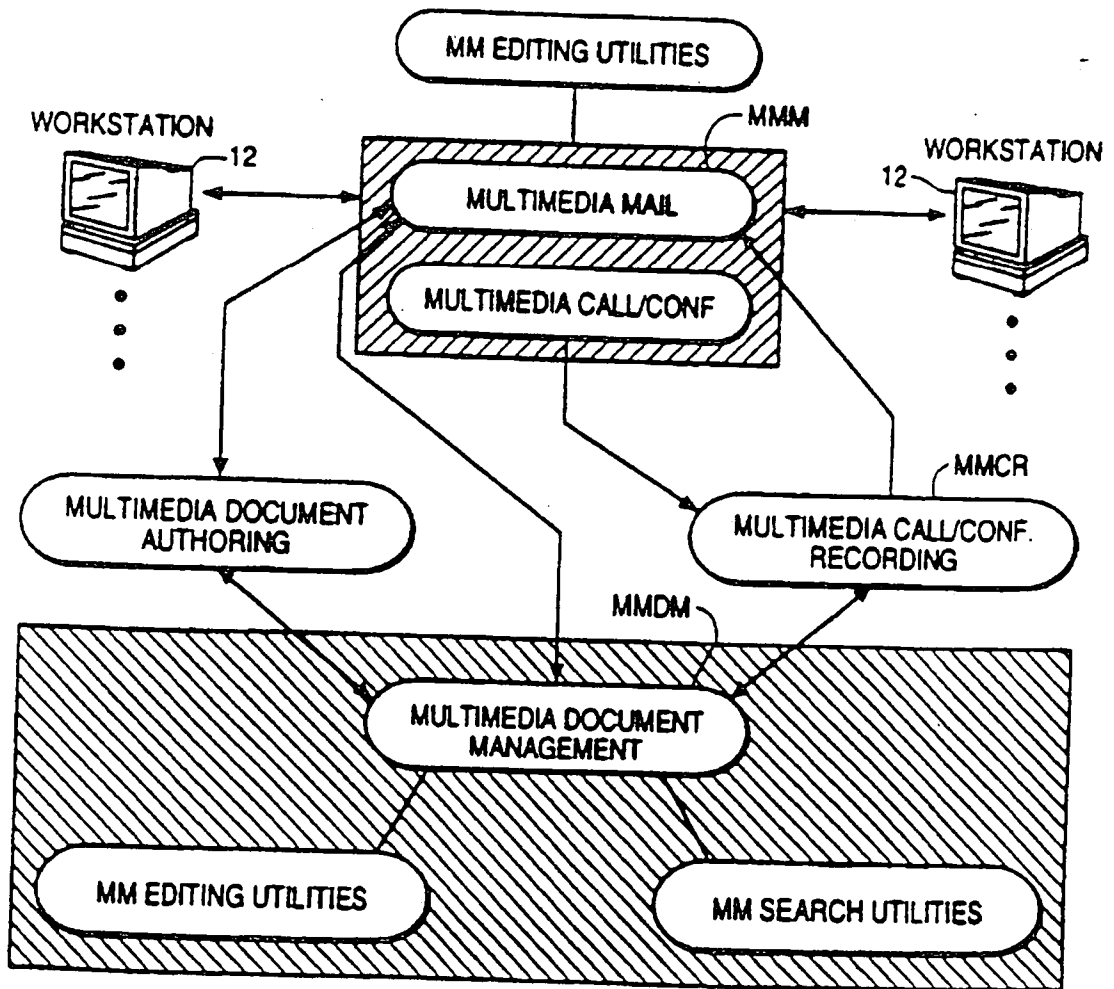 MM EDITING UTILITIES
MMM
WORKSTATION
12
WORKSTATION
12
MULTIMEDIA MAIL
MULTIMEDIA CALL/CONF
MMCR
MULTIMEDIA DOCUMENT
AUTHORING
MULTIMEDIA CALL/CONF.
RECORDING
MMDM
MULTIMEDIA DOCUMENT
MANAGEMENT
MM EDITING UTILITIES
MM SEARCH UTILITIES